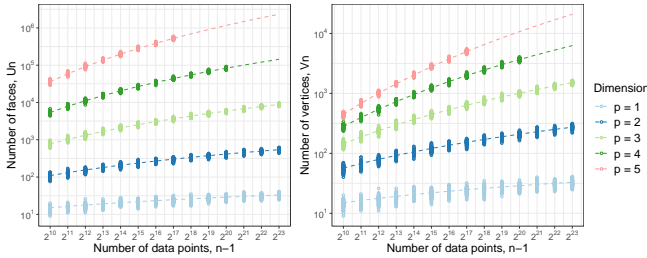 Number of faces, Un
10^6
10^5
10^4
10^3
10^2
10^1
2^10 2^11 2^12 2^13 2^14 2^15 2^16 2^17 2^18 2^19 2^20 2^21 2^22 2^23
Number of data points, n−1
Number of vertices, Vn
10^4
10^3
10^2
10^1
2^10 2^11 2^12 2^13 2^14 2^15 2^16 2^17 2^18 2^19 2^20 2^21 2^22 2^23
Number of data points, n−1
Dimension
p = 1
p = 2
p = 3
p = 4
p = 5